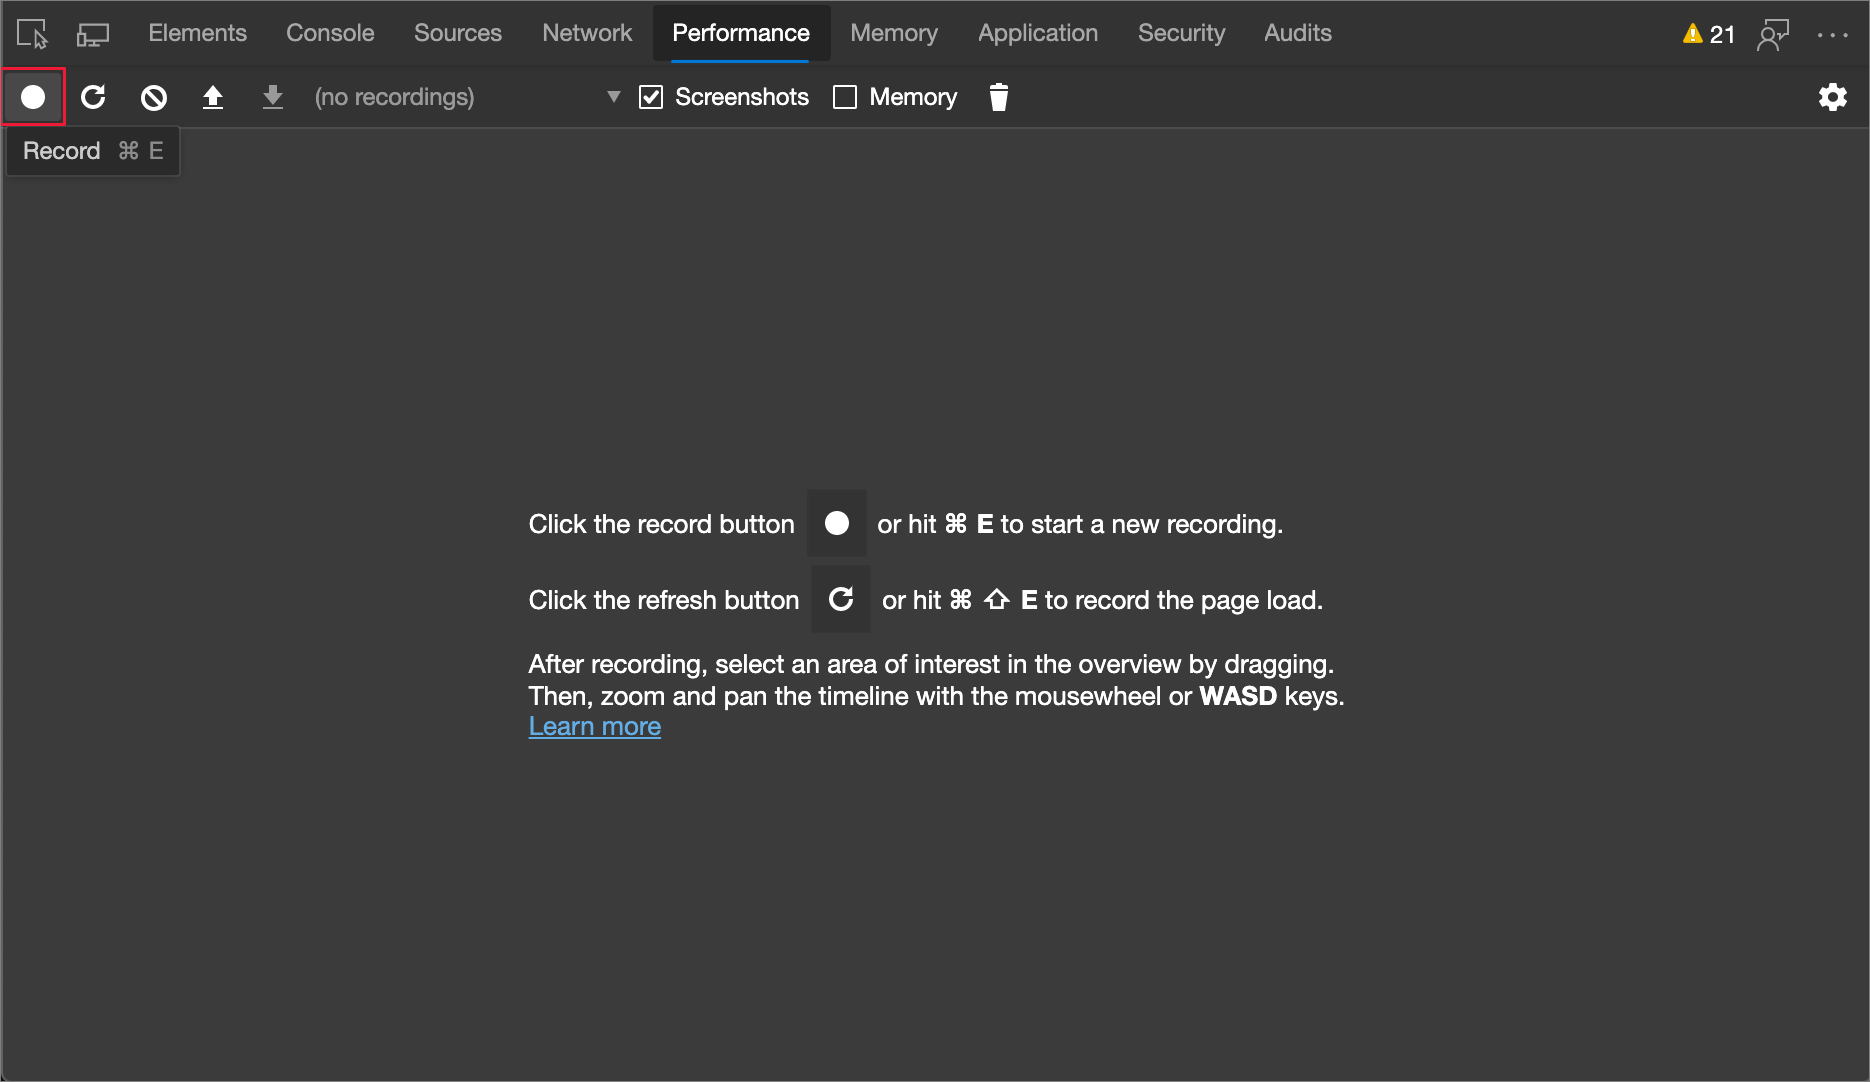 Elements Console Sources Network Performance Memory Application Security Audits 21
(no recordings) Screenshots Memory
Record ⌘ E
Click the record button or hit ⌘ E to start a new recording.
Click the refresh button or hit ⌘ ⇧ E to record the page load.
After recording, select an area of interest in the overview by dragging.
Then, zoom and pan the timeline with the mousewheel or WASD keys.
Learn more